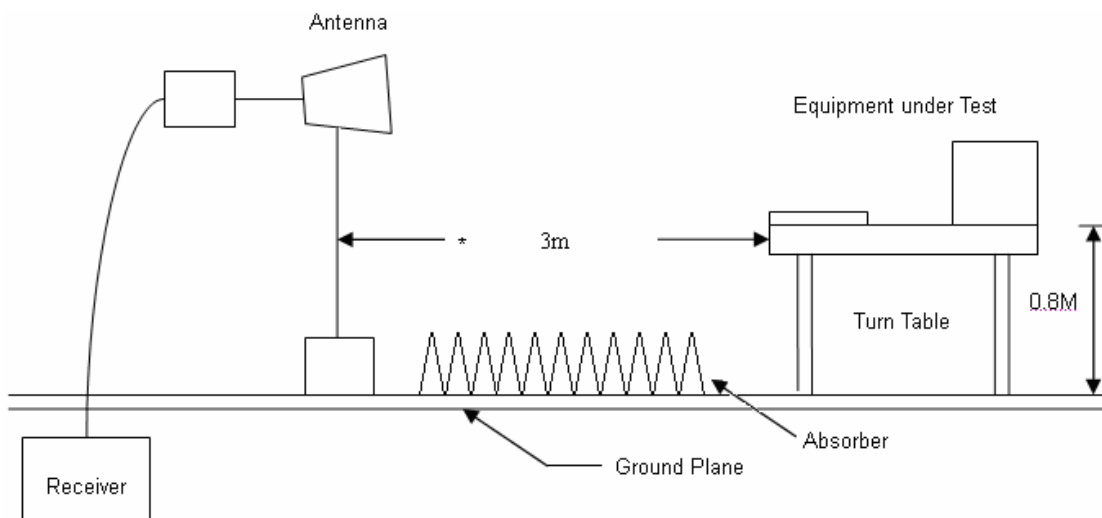 Antenna
Equipment under Test
* 3m
Turn Table
0.8M
Absorber
Ground Plane
Receiver